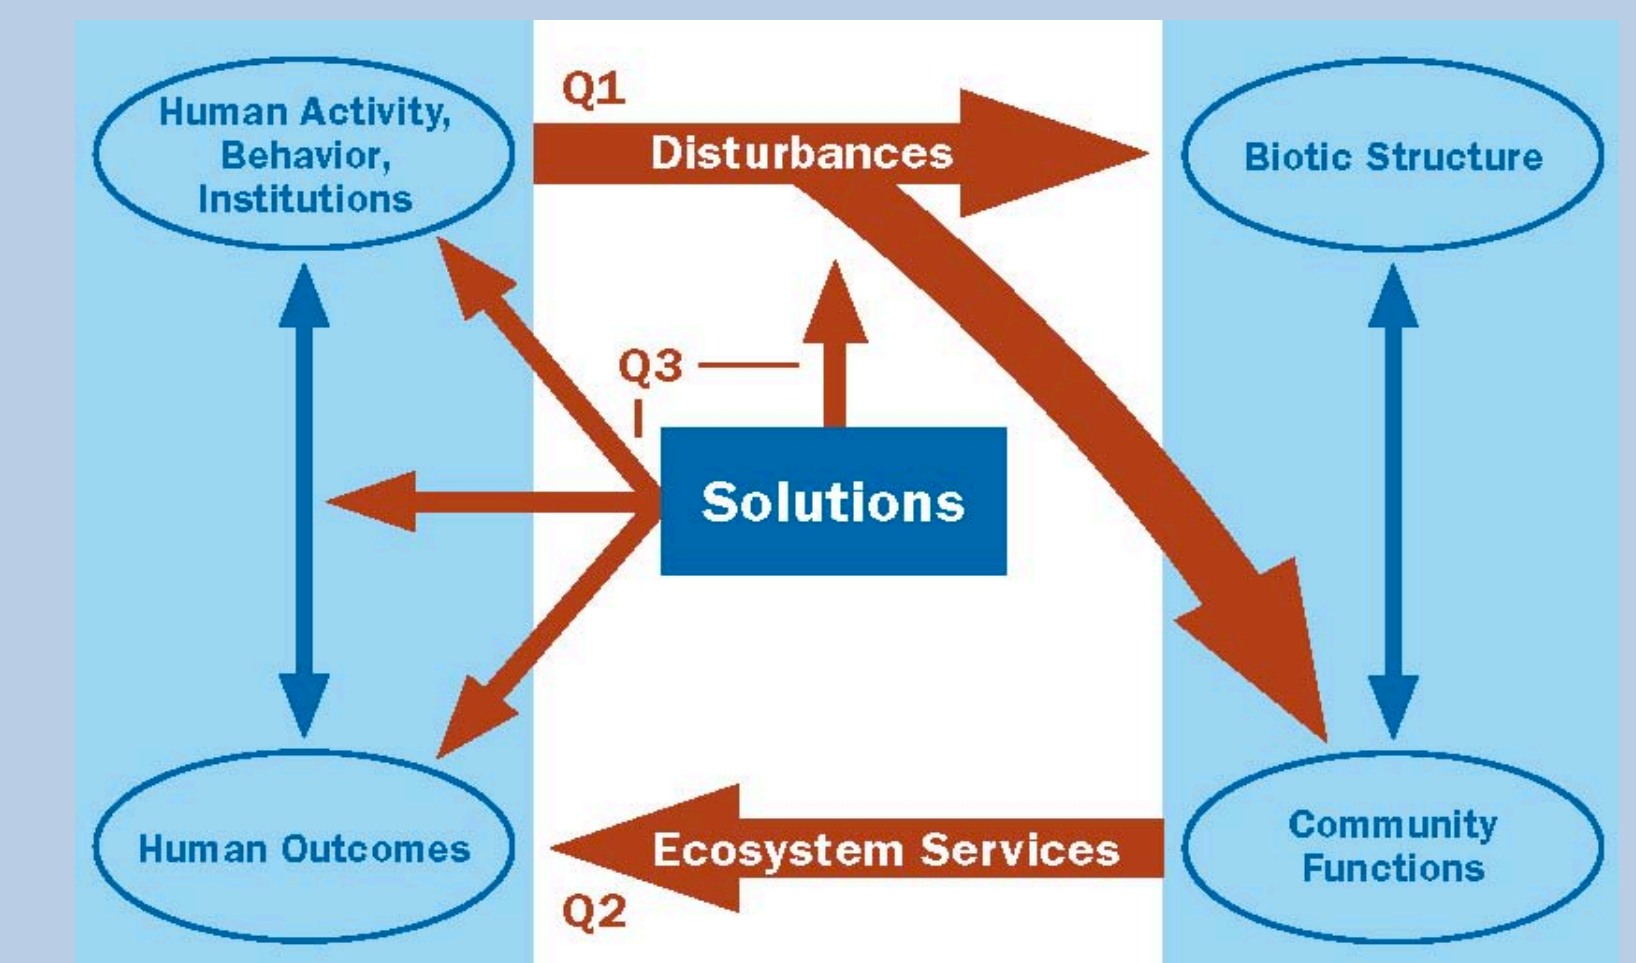 Human Activity,
Behavior,
Institutions
Q1
Disturbances
Biotic Structure
Q3
Solutions
Human Outcomes
Ecosystem Services
Q2
Community
Functions